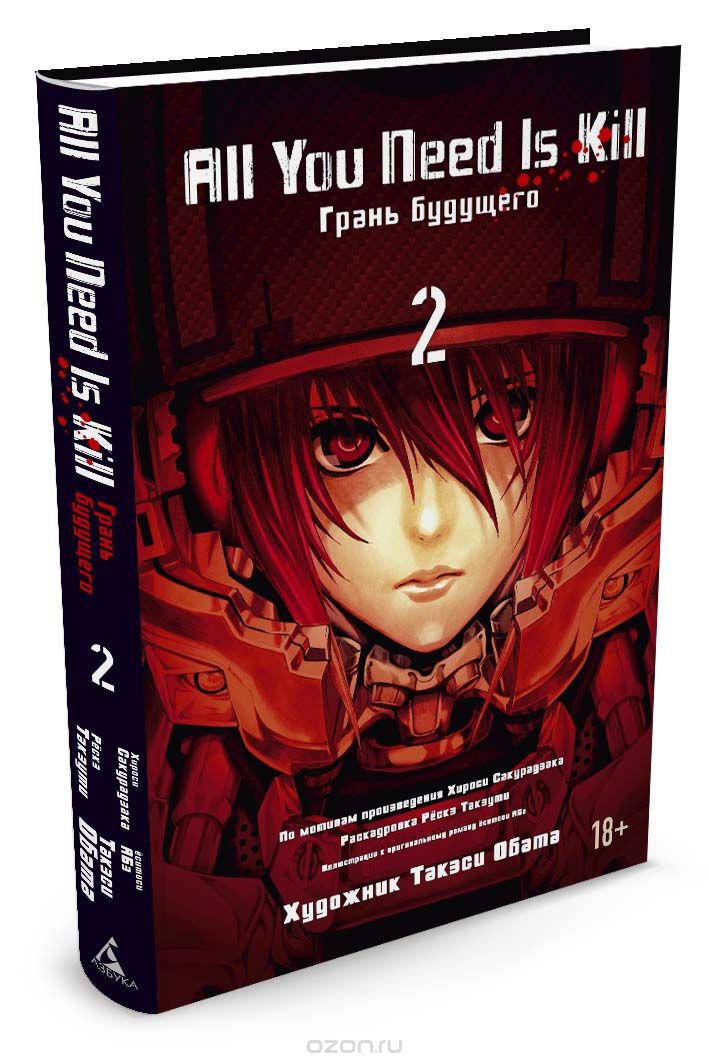 All You Need Is Kill
Грань будущего
2
По мотивам произведения Хироси Сакурадзака
Раскадровка Рёскэ Такэути
Иллюстрации к оригинальному роману Ёситоси АБэ
Художник Такэси Обата
18+
All You Need Is Kill
Грань
будущего
2
Хироси
Сакурадзака
Рёскэ
Такэути
Ёситоси
АБэ
Такэси
Обата
АЗБУКА
ozon.ru